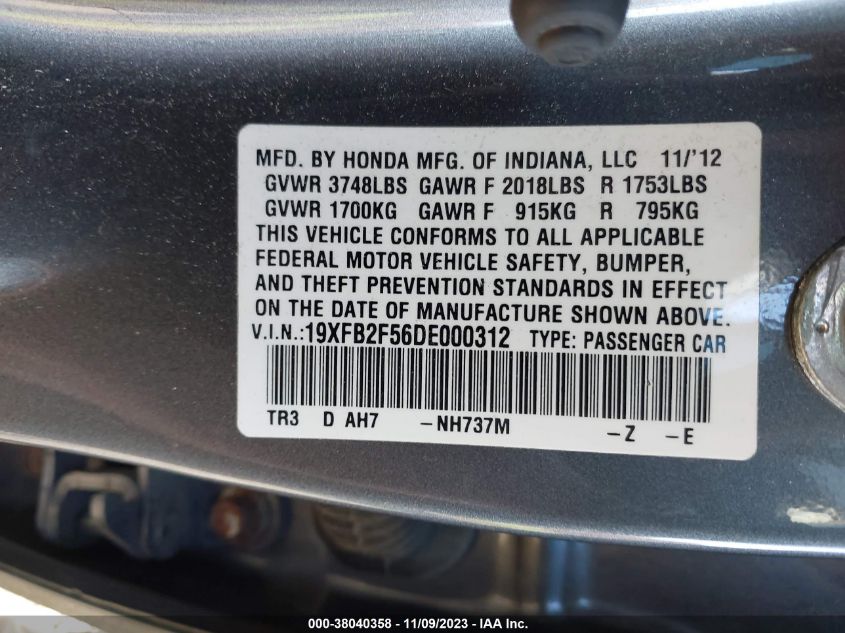 MFD. BY HONDA MFG. OF INDIANA, LLC 11/'12
GVWR 3748LBS GAWR F 2018LBS R 1753LBS
GVWR 1700KG GAWR F 915KG R 795KG
THIS VEHICLE CONFORMS TO ALL APPLICABLE
FEDERAL MOTOR VEHICLE SAFETY, BUMPER,
AND THEFT PREVENTION STANDARDS IN EFFECT
ON THE DATE OF MANUFACTURE SHOWN ABOVE.
V.I.N.:19XFB2F56DE000312 TYPE: PASSENGER CAR
TR3 D AH7 -NH737M -Z -E
000-38040358 - 11/09/2023 - IAA Inc.